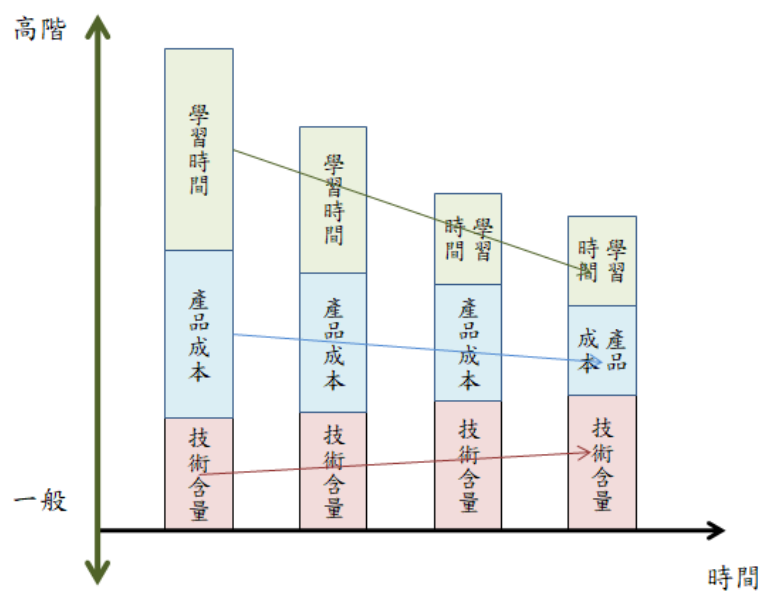 高階
學習時間
產品成本
技術含量
學習時間
產品成本
技術含量
學習時間
產品成本
技術含量
學習時間
產品成本
技術含量
一般
時間